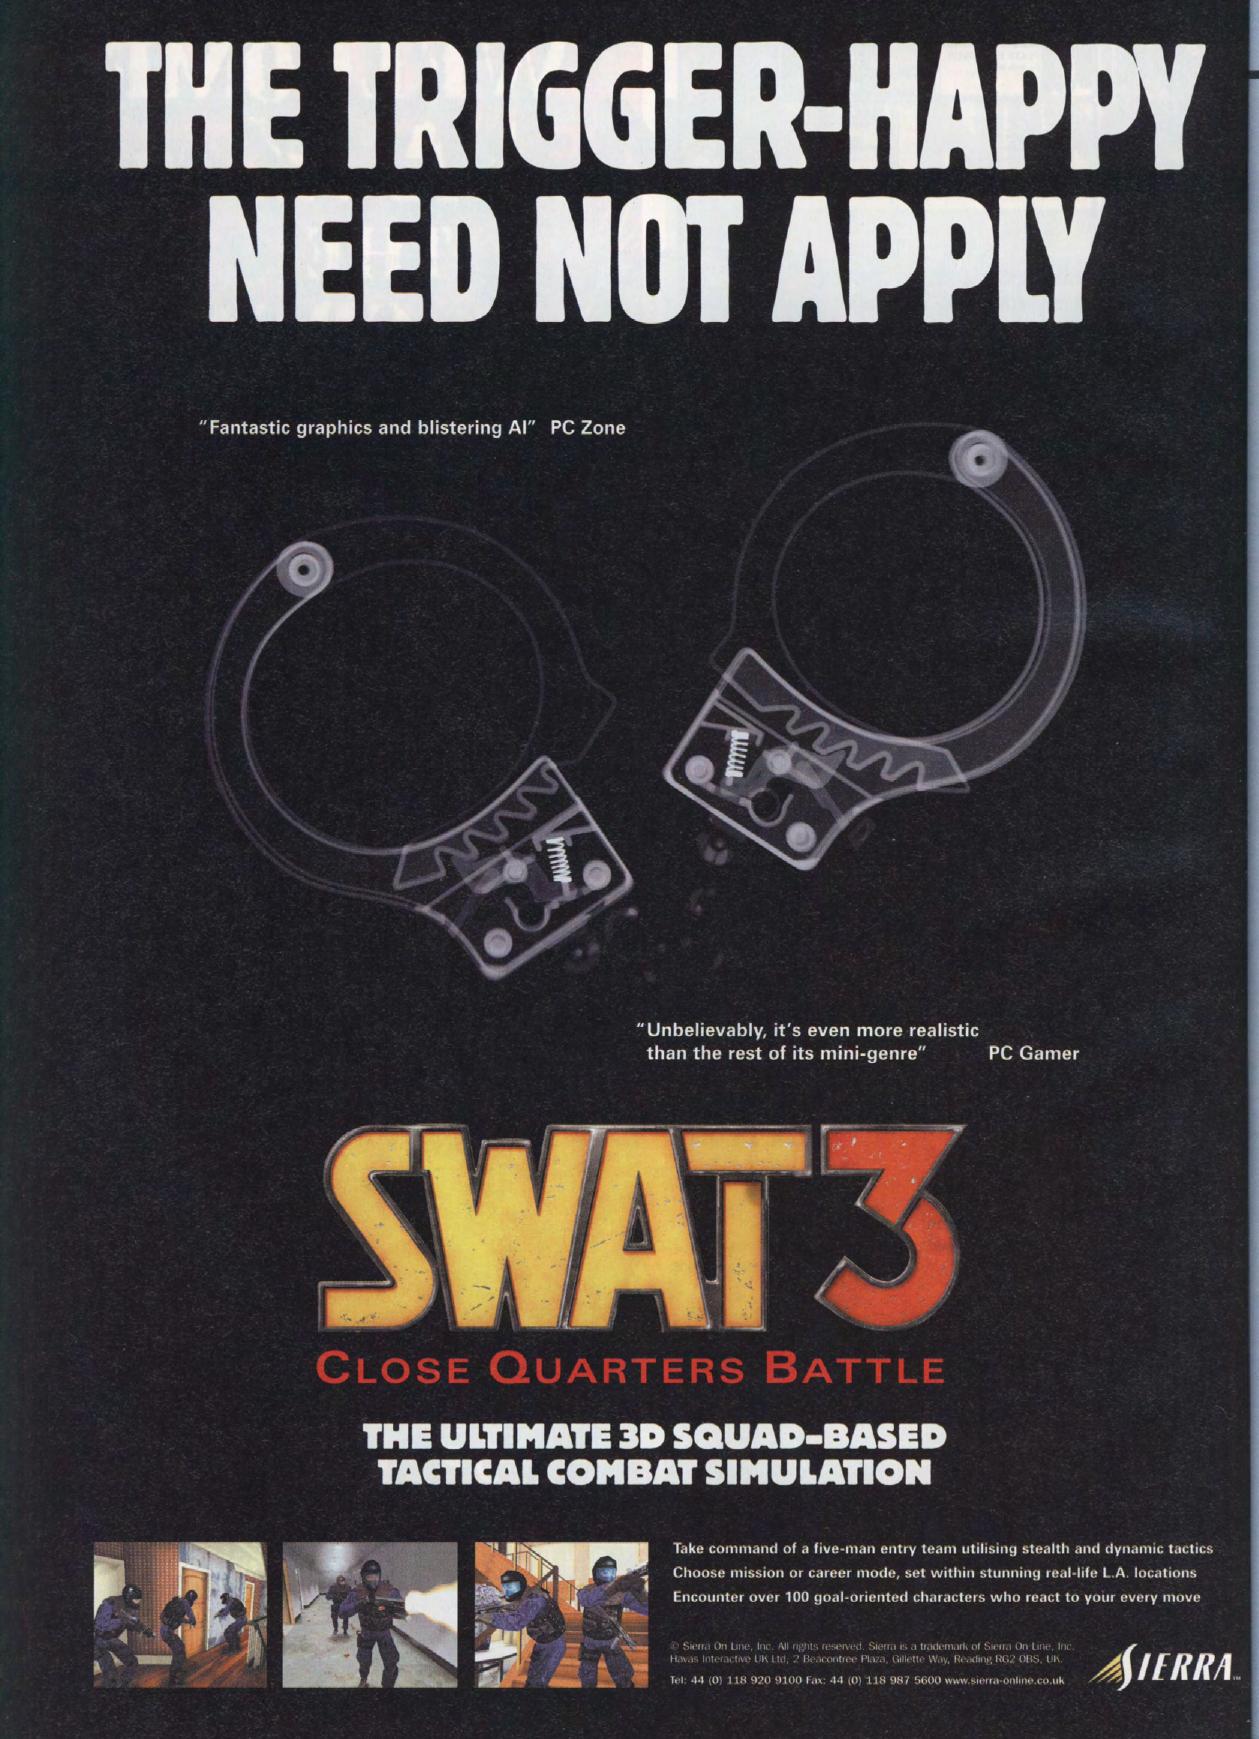 THE TRIGGER-HAPPY
NEED NOT APPLY
"Fantastic graphics and blistering AI" PC Zone
"Unbelievably, it's even more realistic
than the rest of its mini-genre" PC Gamer
SWAT 3
CLOSE QUARTERS BATTLE
THE ULTIMATE 3D SQUAD-BASED
TACTICAL COMBAT SIMULATION
Take command of a five-man entry team utilising stealth and dynamic tactics
Choose mission or career mode, set within stunning real-life L.A. locations
Encounter over 100 goal-oriented characters who react to your every move
© Sierra On Line, Inc. All rights reserved. Sierra is a trademark of Sierra On Line, Inc.
Havas Interactive UK Ltd, 2 Beacontree Plaza, Gillette Way, Reading RG2 0BS, UK.
Tel: 44 (0) 118 920 9100 Fax: 44 (0) 118 987 5600 www.sierra-online.co.uk
SIERRA™